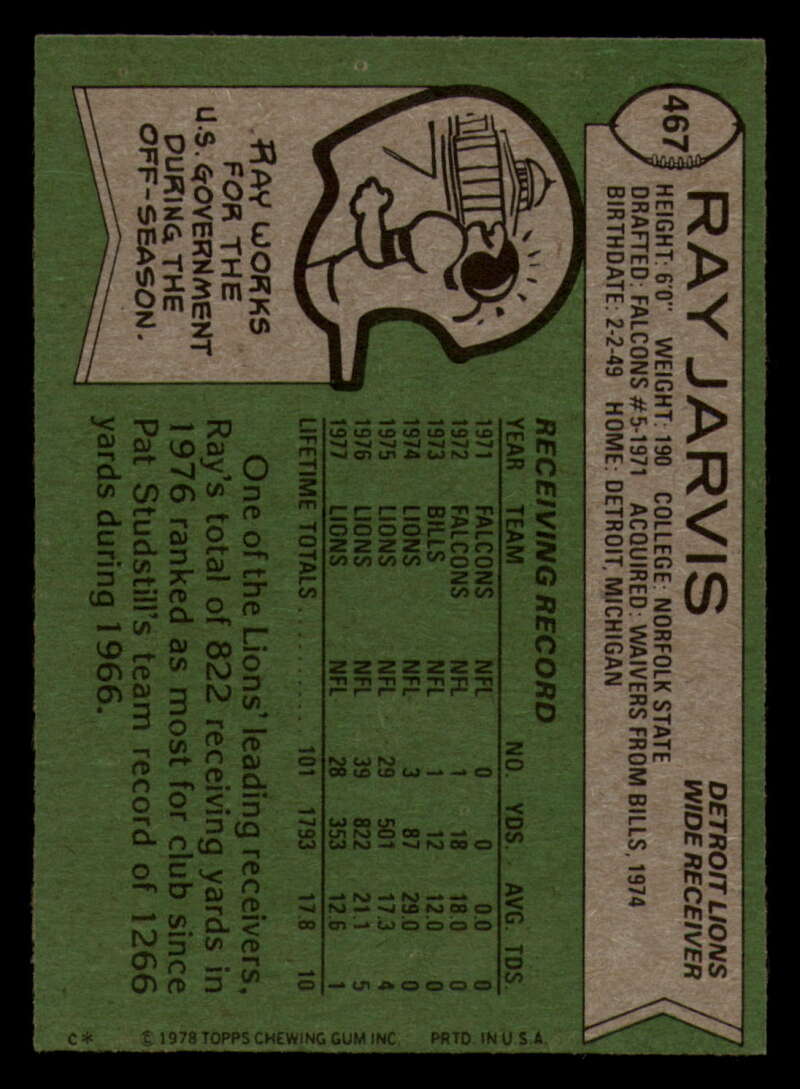 467
RAY JARVIS
DETROIT LIONS
WIDE RECEIVER
HEIGHT: 6'0" WEIGHT: 190 COLLEGE: NORFOLK STATE
DRAFTED: FALCONS #5-1971 ACQUIRED: WAIVERS FROM BILLS, 1974
BIRTHDATE: 2-2-49 HOME: DETROIT, MICHIGAN
RAY WORKS
FOR THE
U.S. GOVERNMENT
DURING THE
OFF-SEASON.
RECEIVING RECORD
YEAR TEAM NO. YDS. AVG. TDS.
1971 FALCONS NFL 0 0 0.0 0
1972 FALCONS NFL 1 18 18.0 0
1973 BILLS NFL 1 12 12.0 0
1974 LIONS NFL 3 87 29.0 0
1975 LIONS NFL 29 501 17.3 4
1976 LIONS NFL 39 822 21.1 5
1977 LIONS NFL 28 353 12.6 1
LIFETIME TOTALS .......... 101 1793 17.8 10
One of the Lions' leading receivers,
Ray's total of 822 receiving yards in
1976 ranked as most for club since
Pat Studstill's team record of 1266
yards during 1966.
C* © 1978 TOPPS CHEWING GUM INC. PRTD. IN U.S.A.